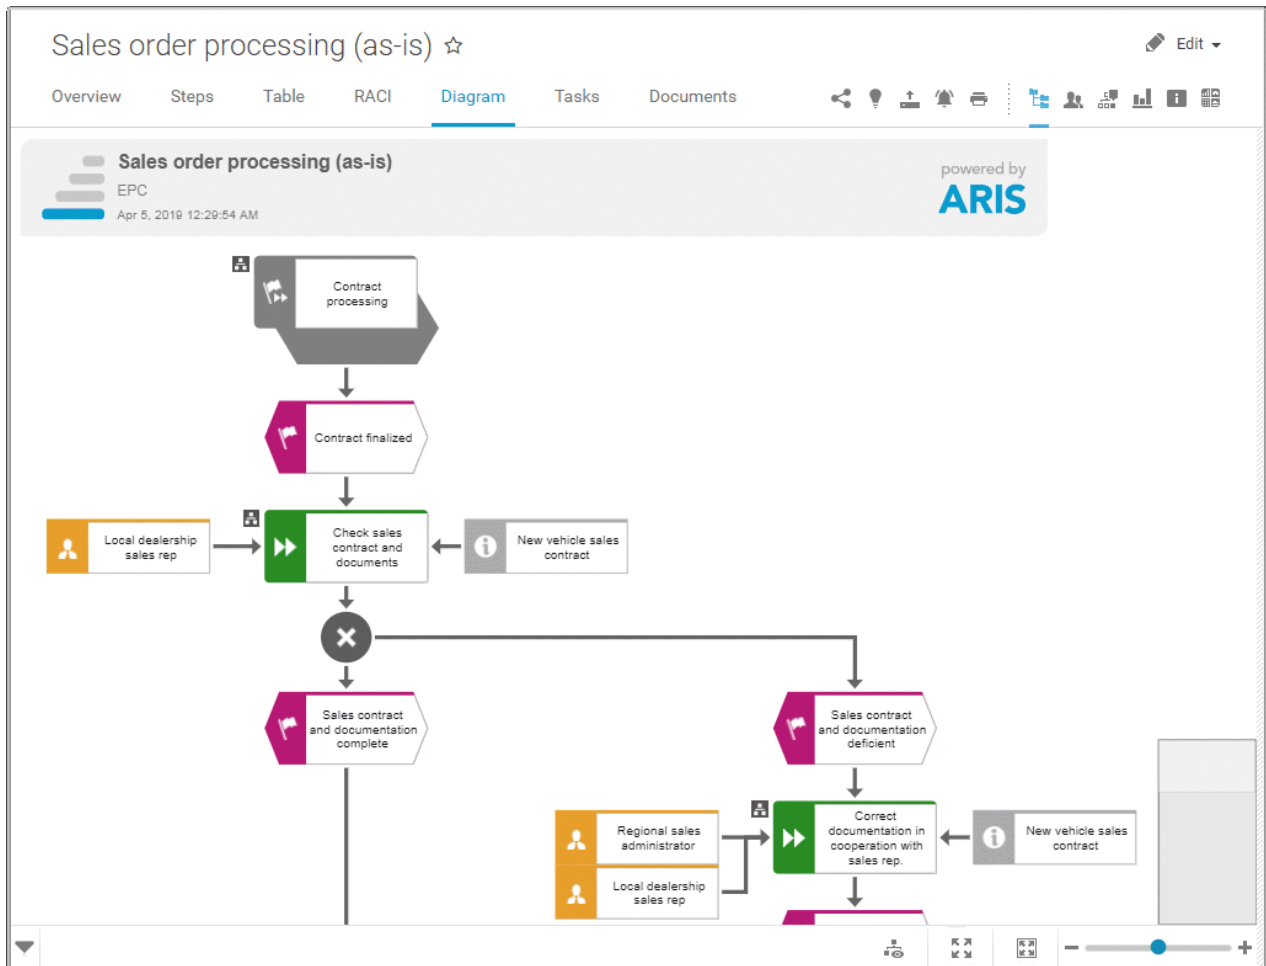 Sales order processing (as-is)
Edit
Overview
Steps
Table
RACI
Diagram
Tasks
Documents
Sales order processing (as-is)
EPC
Apr 5, 2019 12:29:54 AM
powered by
ARIS
Contract
processing
Contract finalized
Local dealership
sales rep
Check sales
contract and
documents
New vehicle sales
contract
Sales contract
and documentation
complete
Sales contract
and documentation
deficient
Regional sales
administrator
Local dealership
sales rep
Correct
documentation in
cooperation with
sales rep.
New vehicle sales
contract